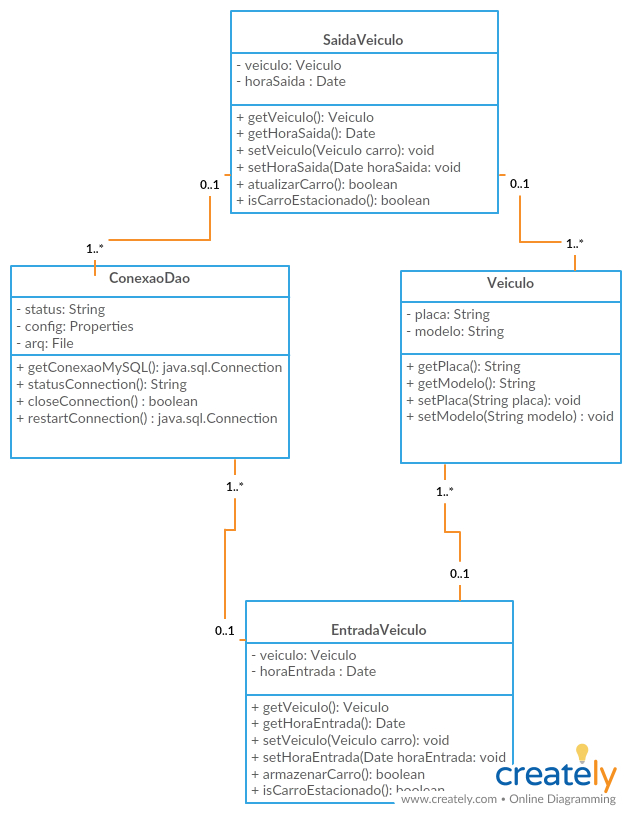 SaidaVeiculo
- veiculo: Veiculo
- horaSaida : Date
+ getVeiculo(): Veiculo
+ getHoraSaida(): Date
+ setVeiculo(Veiculo carro): void
+ setHoraSaida(Date horaSaida: void
+ atualizarCarro(): boolean
+ isCarroEstacionado(): boolean
0..1
0..1
1..*
1..*
ConexaoDao
- status: String
- config: Properties
- arq: File
+ getConexaoMySQL(): java.sql.Connection
+ statusConnection(): String
+ closeConnection() : boolean
+ restartConnection() : java.sql.Connection
Veiculo
- placa: String
- modelo: String
+ getPlaca(): String
+ getModelo(): String
+ setPlaca(String placa): void
+ setModelo(String modelo) : void
1..*
1..*
0..1
0..1
EntradaVeiculo
- veiculo: Veiculo
- horaEntrada : Date
+ getVeiculo(): Veiculo
+ getHoraEntrada(): Date
+ setVeiculo(Veiculo carro): void
+ setHoraEntrada(Date horaEntrada: void
+ armazenarCarro(): boolean
+ isCarroEstacionado(): boolean
creately
www.creately.com • Online Diagramming